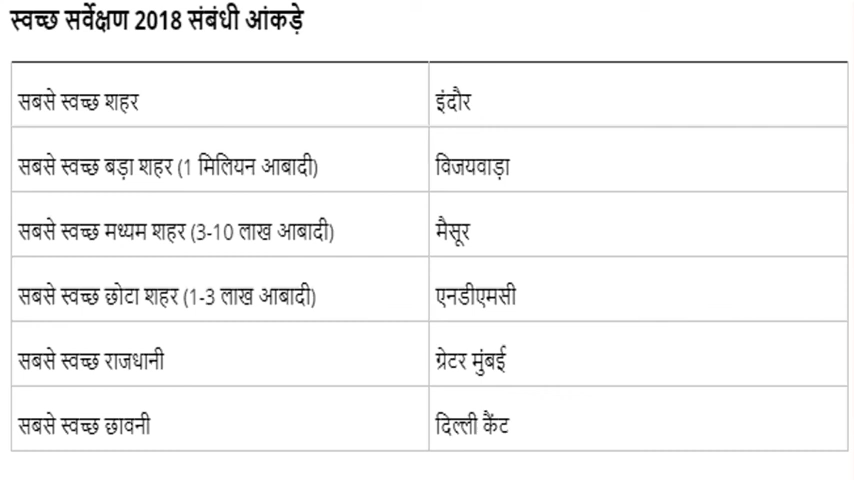 स्वच्छ सर्वेक्षण 2018 संबंधी आंकड़े
सबसे स्वच्छ शहर इंदौर
सबसे स्वच्छ बड़ा शहर (1 मिलियन आबादी) विजयवाड़ा
सबसे स्वच्छ मध्यम शहर (3-10 लाख आबादी) मैसूर
सबसे स्वच्छ छोटा शहर (1-3 लाख आबादी) एनडीएमसी
सबसे स्वच्छ राजधानी ग्रेटर मुंबई
सबसे स्वच्छ छावनी दिल्ली कैंट